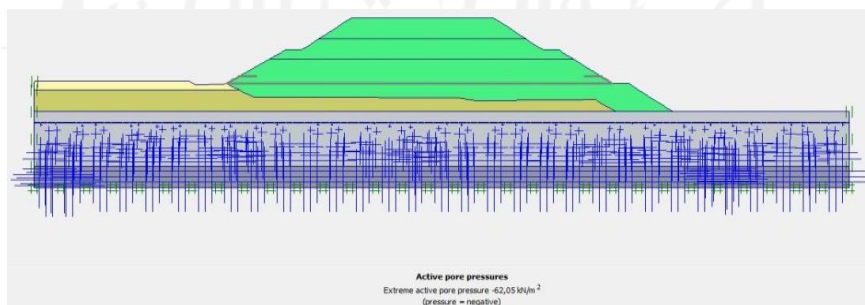 Active pore pressures
Extreme active pore pressure -62,05 kN/m²
(pressure = negative)